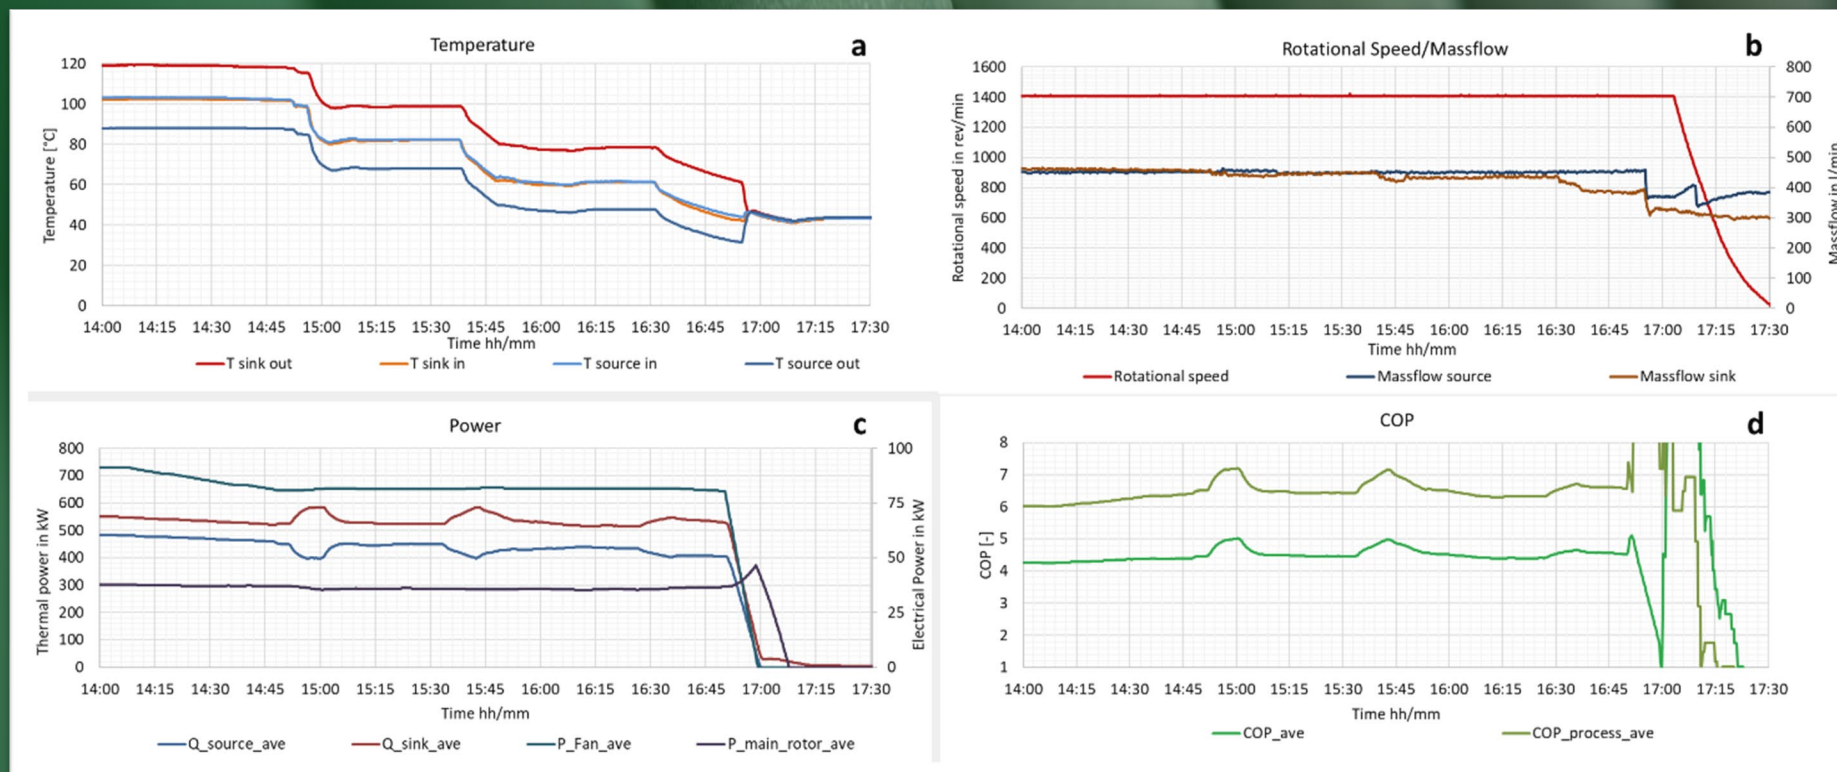 Temperature
a
Temperature [°C]
120
100
80
60
40
20
0
14:00 14:15 14:30 14:45 15:00 15:15 15:30 15:45 16:00 16:15 16:30 16:45 17:00 17:15 17:30
Time hh/mm
T sink out T sink in T source in T source out
Rotational Speed/Massflow
b
Rotational speed in rev/min
1600
1400
1200
1000
800
600
400
200
0
800
700
600
500
400
300
200
100
0
Massflow in l/min
14:00 14:15 14:30 14:45 15:00 15:15 15:30 15:45 16:00 16:15 16:30 16:45 17:00 17:15 17:30
Time hh/mm
Rotational speed Massflow source Massflow sink
Power
c
Thermal power in kW
800
700
600
500
400
300
200
100
0
100
75
50
25
0
Electrical Power in kW
14:00 14:15 14:30 14:45 15:00 15:15 15:30 15:45 16:00 16:15 16:30 16:45 17:00 17:15 17:30
Time hh/mm
Q_source_ave Q_sink_ave P_Fan_ave P_main_rotor_ave
COP
d
COP [-]
8
7
6
5
4
3
2
1
14:00 14:15 14:30 14:45 15:00 15:15 15:30 15:45 16:00 16:15 16:30 16:45 17:00 17:15 17:30
Time hh/mm
COP_ave COP_process_ave